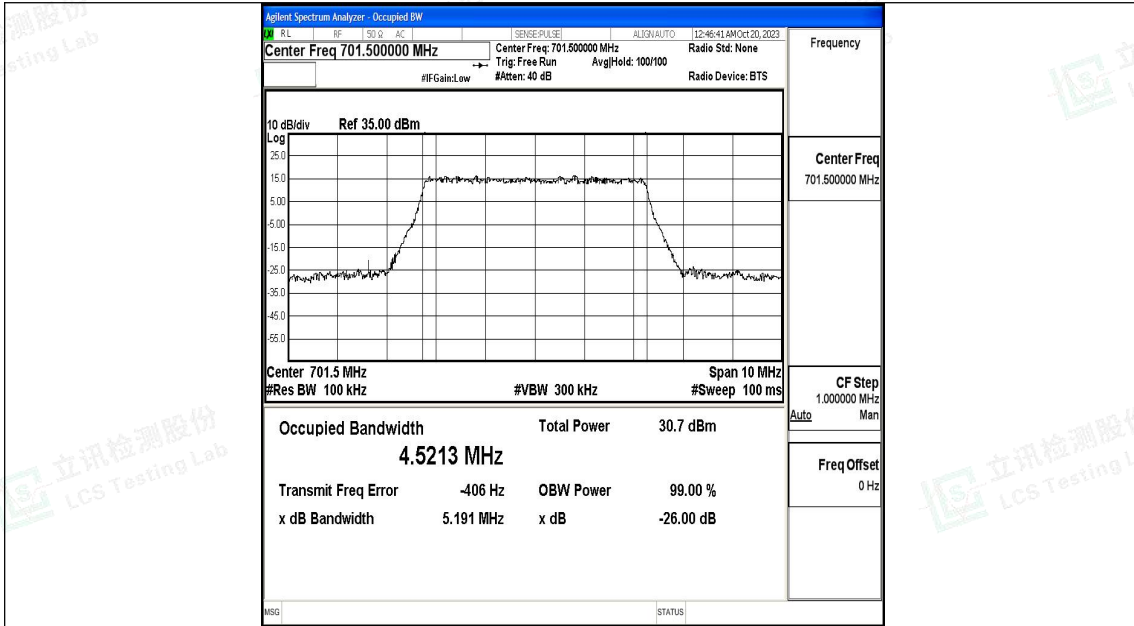 Agilent Spectrum Analyzer - Occupied BW
LXI RL RF 50 Ω AC SENSE:PULSE ALIGN AUTO 12:46:41 AM Oct 20, 2023
Center Freq 701.500000 MHz
Center Freq: 701.500000 MHz
Radio Std: None
Trig: Free Run Avg|Hold: 100/100
#IFGain:Low
#Atten: 40 dB
Radio Device: BTS
10 dB/div Ref 35.00 dBm
Log
25.0
15.0
5.00
-5.00
-15.0
-25.0
-35.0
-45.0
-55.0
Center 701.5 MHz Span 10 MHz
#Res BW 100 kHz #VBW 300 kHz #Sweep 100 ms
Occupied Bandwidth Total Power 30.7 dBm
4.5213 MHz
Transmit Freq Error -406 Hz OBW Power 99.00 %
x dB Bandwidth 5.191 MHz x dB -26.00 dB
MSG STATUS
Frequency
Center Freq
701.500000 MHz
CF Step
1.000000 MHz
Auto Man
Freq Offset
0 Hz
立讯检测股份
LCS Testing Lab
立讯检测股份
LCS Testing L
测股份
sting Lab
立